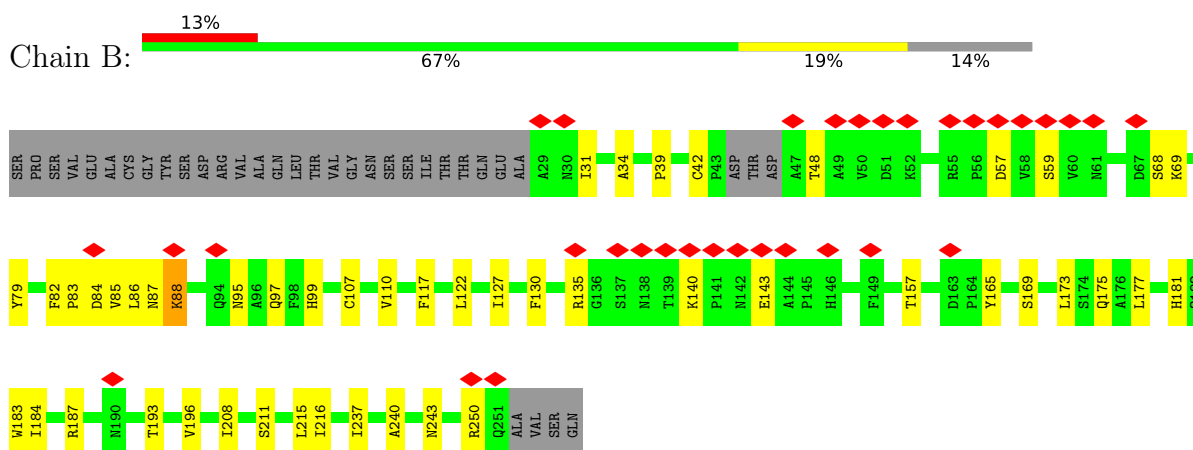 13%
Chain B:
67% 19% 14%
SER PRO SER VAL GLU ALA CYS GLY TYR SER ASP ARG VAL ALA GLN LEU THR VAL GLY ASN SER SER ILE THR THR GLN GLU ALA A29 N30 I31 A34 P39 C42 P43 ASP THR ASP A47 T48 A49 V50 D51 K52 R55 P56 D57 V58 S59 V60 N61 D67 S68 K69
Y79 F82 P83 D84 V85 L86 N87 K88 Q94 N95 A96 Q97 F98 H99 C107 V110 F117 L122 I127 F130 R135 G136 S137 N138 T139 K140 P141 N142 E143 A144 P145 H146 F149 T157 D163 P164 Y165 S169 L173 S174 Q175 A176 L177 H181
W183 I184 R187 N190 T193 V196 I208 S211 L215 I216 I237 A240 N243 R250 Q251 ALA VAL SER GLN